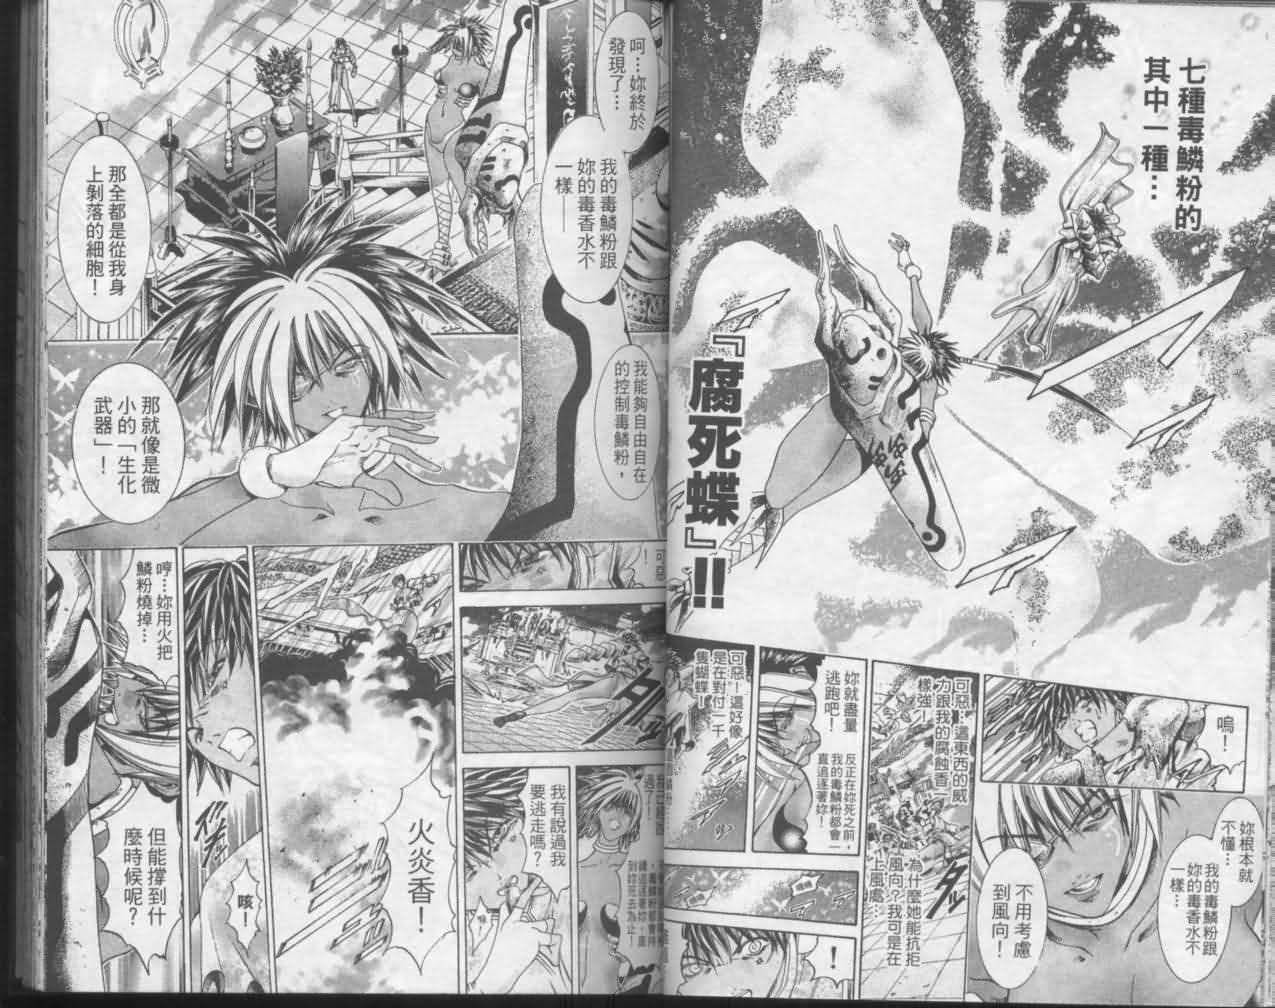 七種毒鱗粉的
其中一種…
『腐死蝶』!!
嗚!
妳根本就
不懂…
我的毒鱗粉跟
妳的毒香水不
一樣…
不用考慮
到風向!
可惡…這東西的威
力跟我的腐蝕香一
樣強!
為什麼她能抗拒
風向?我可是在
上風處…
妳就盡量
逃跑吧!
反正在妳死之前,
我的毒鱗粉都會一
直追逐著妳!
可惡!這好像
是在對付一千
隻蝴蝶!
!
呵…妳終於
發現了…
我的毒鱗粉跟
妳的毒香水不
一樣——
我能夠自由自在
的控制毒鱗粉,
那全都是從我身
上剝落的細胞!
那就像是微
小的「生化
武器」!
可惡
!
我有說過我
要逃走嗎?
火炎香!
咳!
哼…妳用火把
鱗粉燒掉…
但能撐到什
麼時候呢?